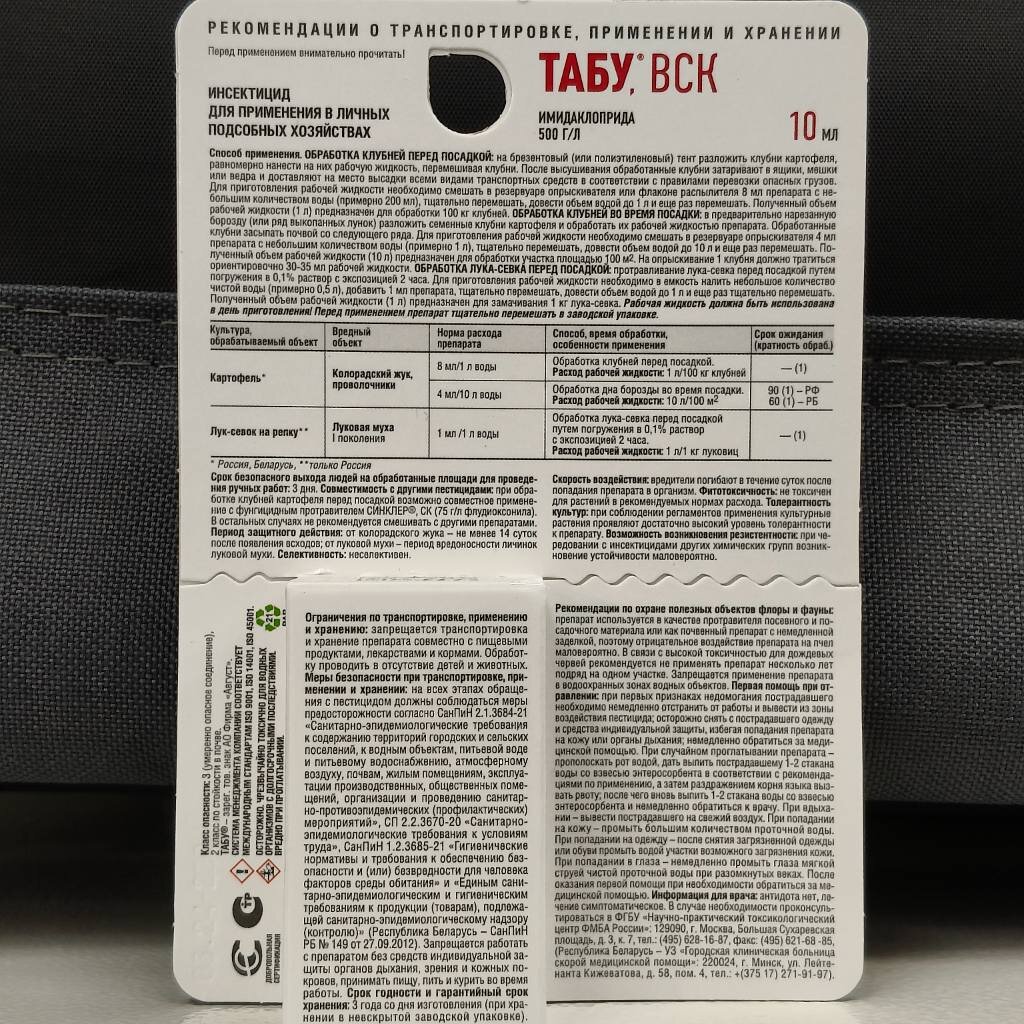 РЕКОМЕНДАЦИИ О ТРАНСПОРТИРОВКЕ, ПРИМЕНЕНИИ И ХРАНЕНИИ
Перед применением внимательно прочитать!
ТАБУ®, ВСК
ИНСЕКТИЦИД
ДЛЯ ПРИМЕНЕНИЯ В ЛИЧНЫХ
ПОДСОБНЫХ ХОЗЯЙСТВАХ
ИМИДАКЛОПРИДА
500 Г/Л
10 мл
Способ применения. ОБРАБОТКА КЛУБНЕЙ ПЕРЕД ПОСАДКОЙ: на брезентовый (или полиэтиленовый) тент разложить клубни картофеля,
равномерно нанести на них рабочую жидкость, перемешивая клубни. После высушивания обработанные клубни затаривают в ящики, мешки
или ведра и доставляют на место высадки всеми видами транспортных средств в соответствии с правилами перевозки опасных грузов.
Для приготовления рабочей жидкости необходимо смешать в резервуаре опрыскивателя или флаконе распылителя 8 мл препарата с не-
большим количеством воды (примерно 200 мл), тщательно перемешать, довести объем водой до 1 л и еще раз перемешать. Полученный объем
рабочей жидкости (1 л) предназначен для обработки 100 кг клубней. ОБРАБОТКА КЛУБНЕЙ ВО ВРЕМЯ ПОСАДКИ: в предварительно нарезанную
борозду (или ряд выкопанных лунок) разложить семенные клубни картофеля и обработать их рабочей жидкостью препарата. Обработанные
клубни засыпать почвой со следующего ряда. Для приготовления рабочей жидкости необходимо смешать в резервуаре опрыскивателя 4 мл
препарата с небольшим количеством воды (примерно 1 л), тщательно перемешать, довести объем водой до 10 л и еще раз перемешать. По-
лученный объем рабочей жидкости (10 л) предназначен для обработки участка площадью 100 м². На опрыскивание 1 клубня должно тратиться
ориентировочно 30-35 мл рабочей жидкости. ОБРАБОТКА ЛУКА-СЕВКА ПЕРЕД ПОСАДКОЙ: протравливание лука-севка перед посадкой путем
погружения в 0,1% раствор с экспозицией 2 часа. Для приготовления рабочей жидкости необходимо в емкость налить небольшое количество
чистой воды (примерно 0,5 л), добавить 1 мл препарата, тщательно перемешать, довести объем водой до 1 л и еще раз тщательно перемешать.
Полученный объем рабочей жидкости (1 л) предназначен для замачивания 1 кг лука-севка. Рабочая жидкость должна быть использована
в день приготовления! Перед применением препарат тщательно перемешать в заводской упаковке.
Культура, обрабатываемый объект
Вредный объект
Норма расхода препарата
Способ, время обработки, особенности применения
Срок ожидания (кратность обраб.)
Картофель*
Колорадский жук, проволочники
8 мл/1 л воды
Обработка клубней перед посадкой.
Расход рабочей жидкости: 1 л/100 кг клубней
— (1)
4 мл/10 л воды
Обработка дна борозды во время посадки.
Расход рабочей жидкости: 10 л/100 м²
90 (1) – РФ
60 (1) – РБ
Лук-севок на репку**
Луковая муха
I поколения
1 мл /1 л воды
Обработка лука-севка перед посадкой
путем погружения в 0,1% раствор
с экспозицией 2 часа.
Расход рабочей жидкости: 1 л/1 кг луковиц
— (1)
* Россия, Беларусь, **только Россия
Срок безопасного выхода людей на обработанные площади для проведе-
ния ручных работ: 3 дня. Совместимость с другими пестицидами: при обра-
ботке клубней картофеля перед посадкой возможно совместное примене-
ние с фунгицидным протравителем СИНКЛЕР®, СК (75 г/л флудиоксонила).
В остальных случаях не рекомендуется смешивать с другими препаратами.
Период защитного действия: от колорадского жука – не менее 14 суток
после появления всходов; от луковой мухи – период вредоносности личинок
луковой мухи. Селективность: неселективен.
Скорость воздействия: вредители погибают в течение суток после
попадания препарата в организм. Фитотоксичность: не токсичен
для растений в рекомендуемых нормах расхода. Толерантность
культур: при соблюдении регламентов применения культурные
растения проявляют достаточно высокий уровень толерантности
к препарату. Возможность возникновения резистентности: при че-
редовании с инсектицидами других химических групп возник-
новение устойчивости маловероятно.
Класс опасности: 3 (умеренно опасное соединение),
2 класс по стойкости в почве.
ТАБУ® – зарег. тов. знак АО Фирма «Август».
СИСТЕМА МЕНЕДЖМЕНТА КОМПАНИИ СООТВЕТСТВУЕТ
МЕЖДУНАРОДНЫМ СТАНДАРТАМ ISO 9001, ISO 14001, ISO 45001.
ОСТОРОЖНО, ЧРЕЗВЫЧАЙНО ТОКСИЧНО ДЛЯ ВОДНЫХ
ОРГАНИЗМОВ С ДОЛГОСРОЧНЫМИ ПОСЛЕДСТВИЯМИ.
ВРЕДНО ПРИ ПРОГЛАТЫВАНИИ.
21
PAP
ДОБРОВОЛЬНАЯ
СЕРТИФИКАЦИЯ
Ограничения по транспортировке, применению
и хранению: запрещается транспортировка
и хранение препарата совместно с пищевыми
продуктами, лекарствами и кормами. Обработ-
ку проводить в отсутствие детей и животных.
Меры безопасности при транспортировке, при-
менении и хранении: на всех этапах обраще-
ния с пестицидом должны соблюдаться меры
предосторожности согласно СанПиН 2.1.3684-21
«Санитарно-эпидемиологические требования
к содержанию территорий городских и сельских
поселений, к водным объектам, питьевой воде
и питьевому водоснабжению, атмосферному
воздуху, почвам, жилым помещениям, эксплуа-
тации производственных, общественных поме-
щений, организации и проведению санитар-
но-противоэпидемических (профилактических)
мероприятий», СП 2.2.3670-20 «Санитарно-
эпидемиологические требования к условиям
труда», СанПиН 1.2.3685-21 «Гигиенические
нормативы и требования к обеспечению без-
опасности и (или) безвредности для человека
факторов среды обитания» и «Единым сани-
тарно-эпидемиологическим и гигиеническим
требованиям к продукции (товарам), подлежа-
щей санитарно-эпидемиологическому надзору
(контролю)» (Республика Беларусь – СанПиН
РБ № 149 от 27.09.2012). Запрещается работать
с препаратом без средств индивидуальной за-
щиты органов дыхания, зрения и кожных по-
кровов, принимать пищу, пить и курить во время
работы. Срок годности и гарантийный срок
хранения: 3 года со дня изготовления (при хра-
нении в невскрытой заводской упаковке).
Рекомендации по охране полезных объектов флоры и фауны:
препарат используется в качестве протравителя посевного и по-
садочного материала или как почвенный препарат с немедленной
заделкой, поэтому отрицательное воздействие препарата на пчел
маловероятно. В связи с высокой токсичностью для дождевых
червей рекомендуется не применять препарат несколько лет
подряд на одном участке. Запрещается применение препарата
в водоохранных зонах водных объектов. Первая помощь при от-
равлении: при первых признаках недомогания пострадавшего
необходимо немедленно отстранить от работы и вывести из зоны
воздействия пестицида; осторожно снять с пострадавшего одежду
и средства индивидуальной защиты, избегая попадания препарата
на кожу или органы дыхания; немедленно обратиться за меди-
цинской помощью. При случайном проглатывании препарата –
прополоскать рот водой, дать выпить пострадавшему 1-2 стакана
воды со взвесью энтеросорбента в соответствии с рекоменда-
циями по применению, а затем раздражением корня языка выз-
вать рвоту; после чего вновь выпить 1-2 стакана воды со взвесью
энтеросорбента и немедленно обратиться к врачу. При вдыха-
нии – вывести пострадавшего на свежий воздух. При попадании
на кожу – промыть большим количеством проточной воды.
При попадании на одежду – после снятия загрязненной одежды
или обуви промыть водой участки возможного загрязнения кожи.
При попадании в глаза – немедленно промыть глаза мягкой
струей чистой проточной воды при разомкнутых веках. После
оказания первой помощи при необходимости обратиться за ме-
дицинской помощью. Информация для врача: антидота нет, ле-
чение симптоматическое. В случае необходимости проконсуль-
тироваться в ФГБУ «Научно-практический токсикологический
центр ФМБА России»: 129090, г. Москва, Большая Сухаревская
площадь, д. 3, к. 7, тел.: (495) 628-16-87, факс: (495) 621-68-85,
(Республика Беларусь – УЗ «Городская клиническая больница
скорой медицинской помощи»: 220024, г. Минск, ул. Лейте-
нанта Кижеватова, д. 58, пом. 4, тел.: +(375 17) 271-91-97).